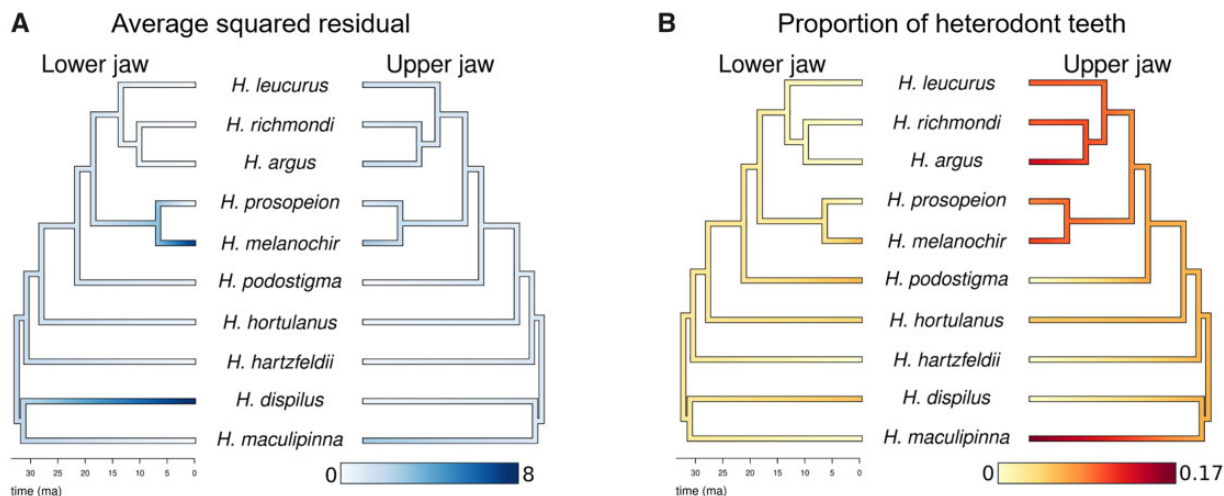 A Average squared residual
Lower jaw Upper jaw
H. leucurus
H. richmondi
H. argus
H. prosopeion
H. melanochir
H. podostigma
H. hortulanus
H. hartzfeldii
H. dispilus
H. maculipinna
30 25 20 15 10 5 0
time (ma)
0 8
B Proportion of heterodont teeth
Lower jaw Upper jaw
H. leucurus
H. richmondi
H. argus
H. prosopeion
H. melanochir
H. podostigma
H. hortulanus
H. hartzfeldii
H. dispilus
H. maculipinna
30 25 20 15 10 5 0
time (ma)
0 0.17